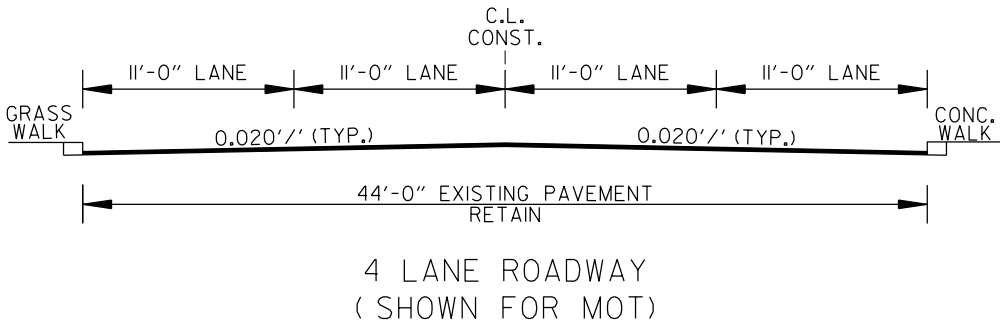 C.L.
CONST.
11'-0" LANE 11'-0" LANE 11'-0" LANE 11'-0" LANE
GRASS
WALK
CONC.
WALK
0.020'/' (TYP.) 0.020'/' (TYP.)
44'-0" EXISTING PAVEMENT
RETAIN
4 LANE ROADWAY
(SHOWN FOR MOT)